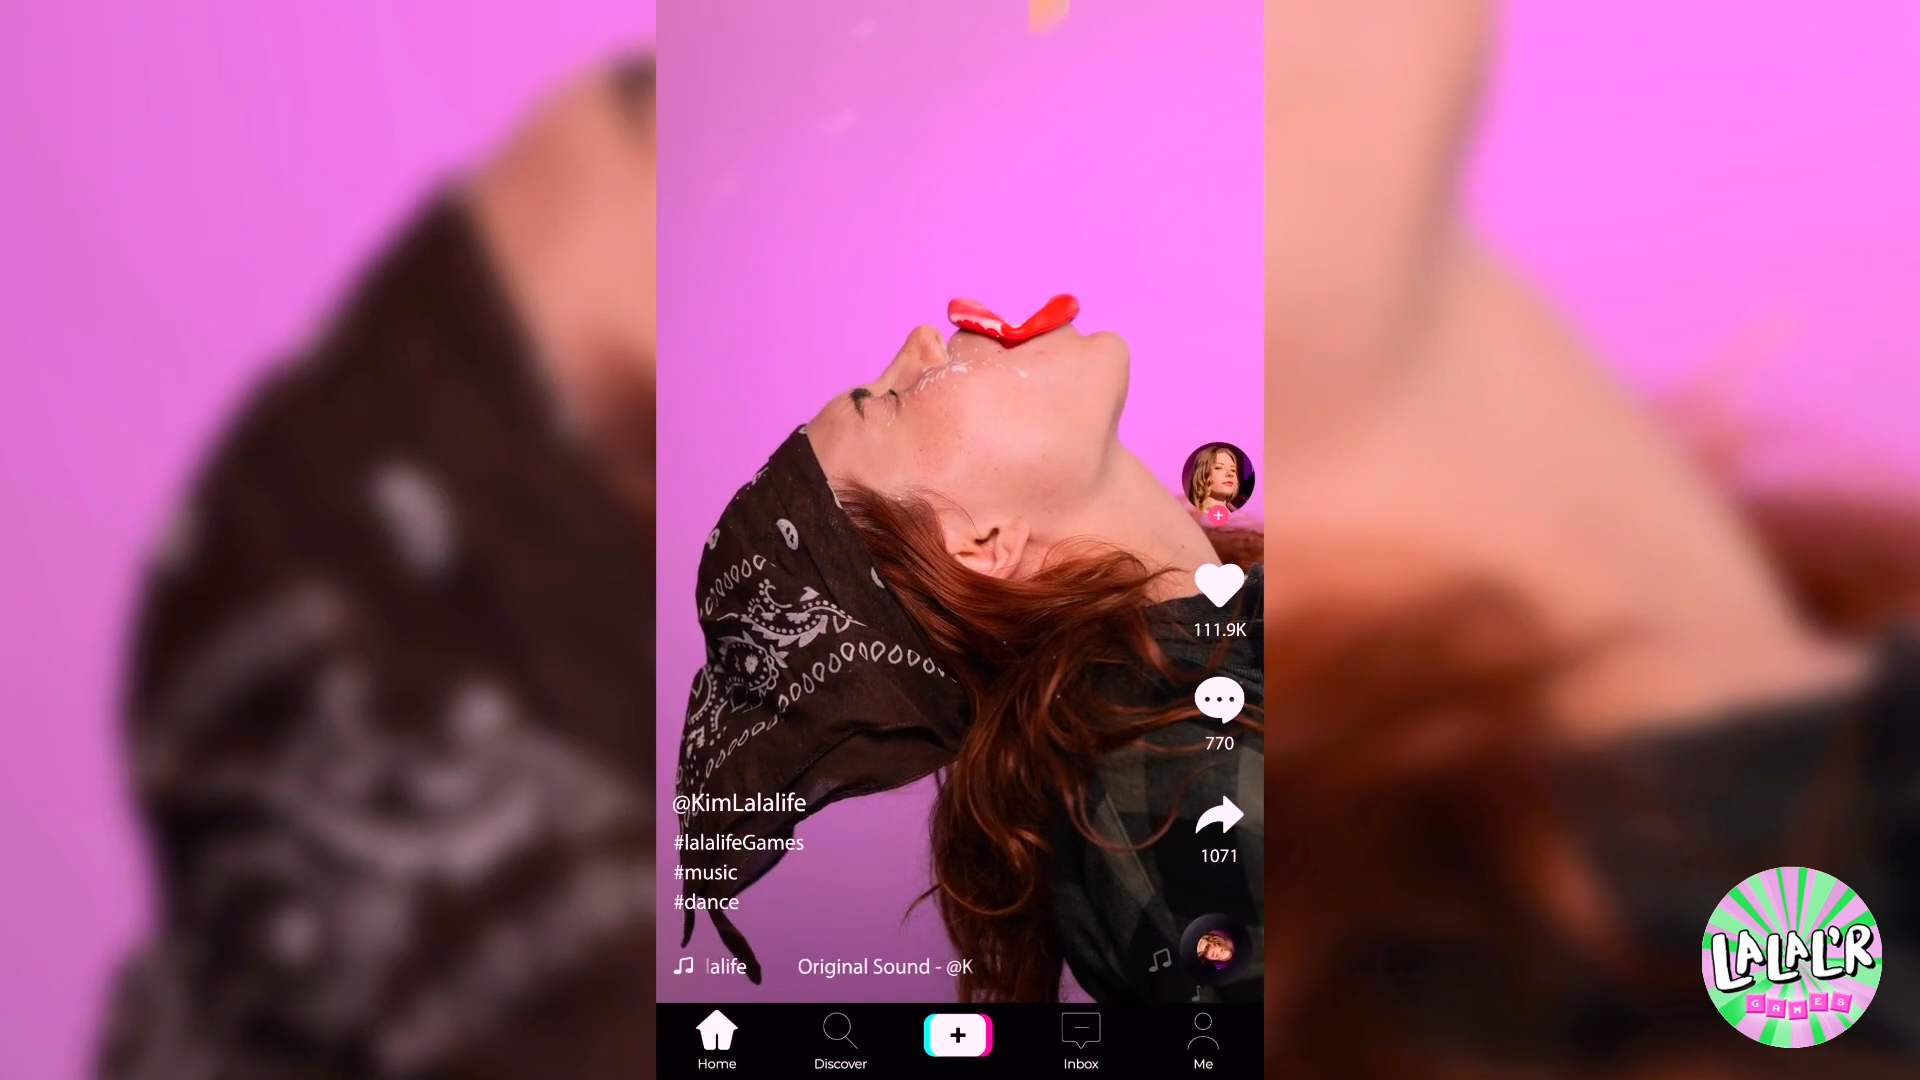 111.9K
770
@KimLalalife
#lalalifeGames
1071
#music
#dance
lalife Original Sound - @K
LALAL'R
GAMES
Home Discover Inbox Me